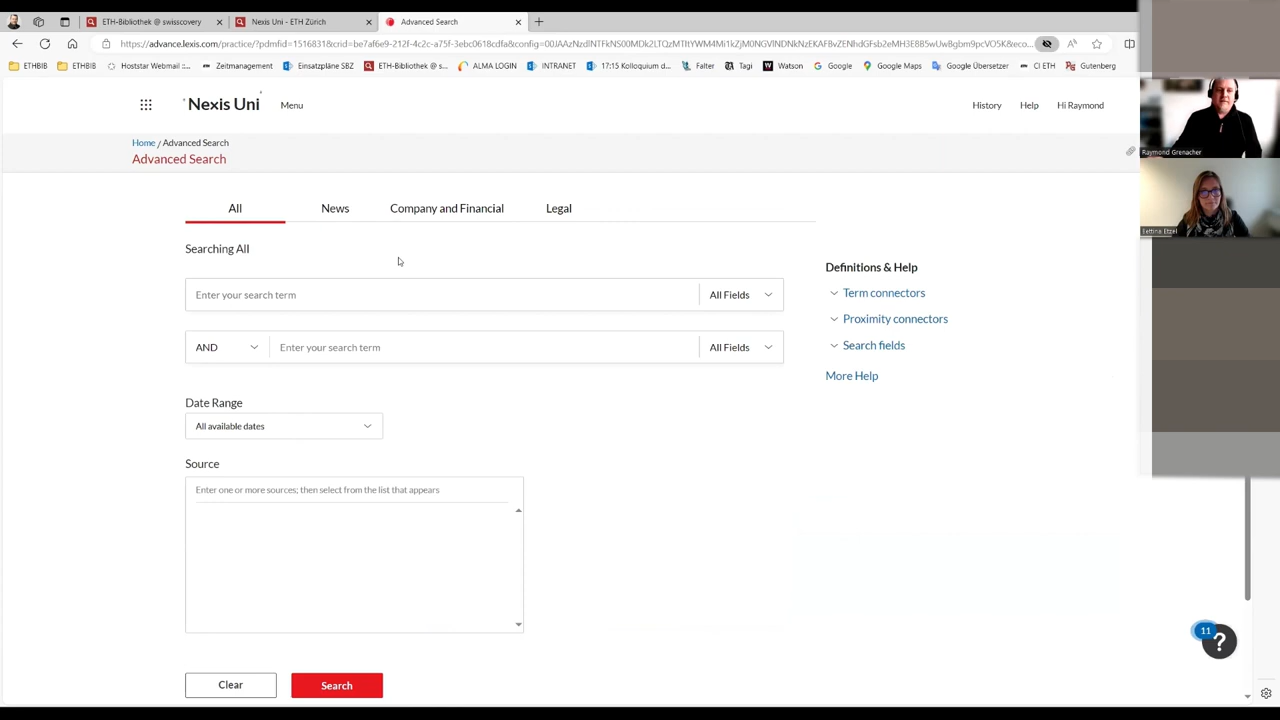 ETH-Bibliothek @ swisscovery
Nexis Uni - ETH Zürich
Advanced Search
ETHBIB
ETHBIB
Hoststar Webmail ::...
Zeitmanagement
Einsatzpläne SBZ
ETH-Bibliothek @ s...
ALMA LOGIN
INTRANET
17:15 Kolloquium d...
Falter
Tagi
Watson
Google
Google Maps
Google Übersetzer
CI ETH
Gutenberg
Nexis Uni
Menu
History
Help
Hi Raymond
Home / Advanced Search
Advanced Search
Raymond Grenacher
Bettina Etzel
All
News
Company and Financial
Legal
Searching All
Enter your search term
All Fields
AND
Enter your search term
All Fields
Definitions & Help
Term connectors
Proximity connectors
Search fields
More Help
Date Range
All available dates
Source
Enter one or more sources; then select from the list that appears
11
?
Clear
Search